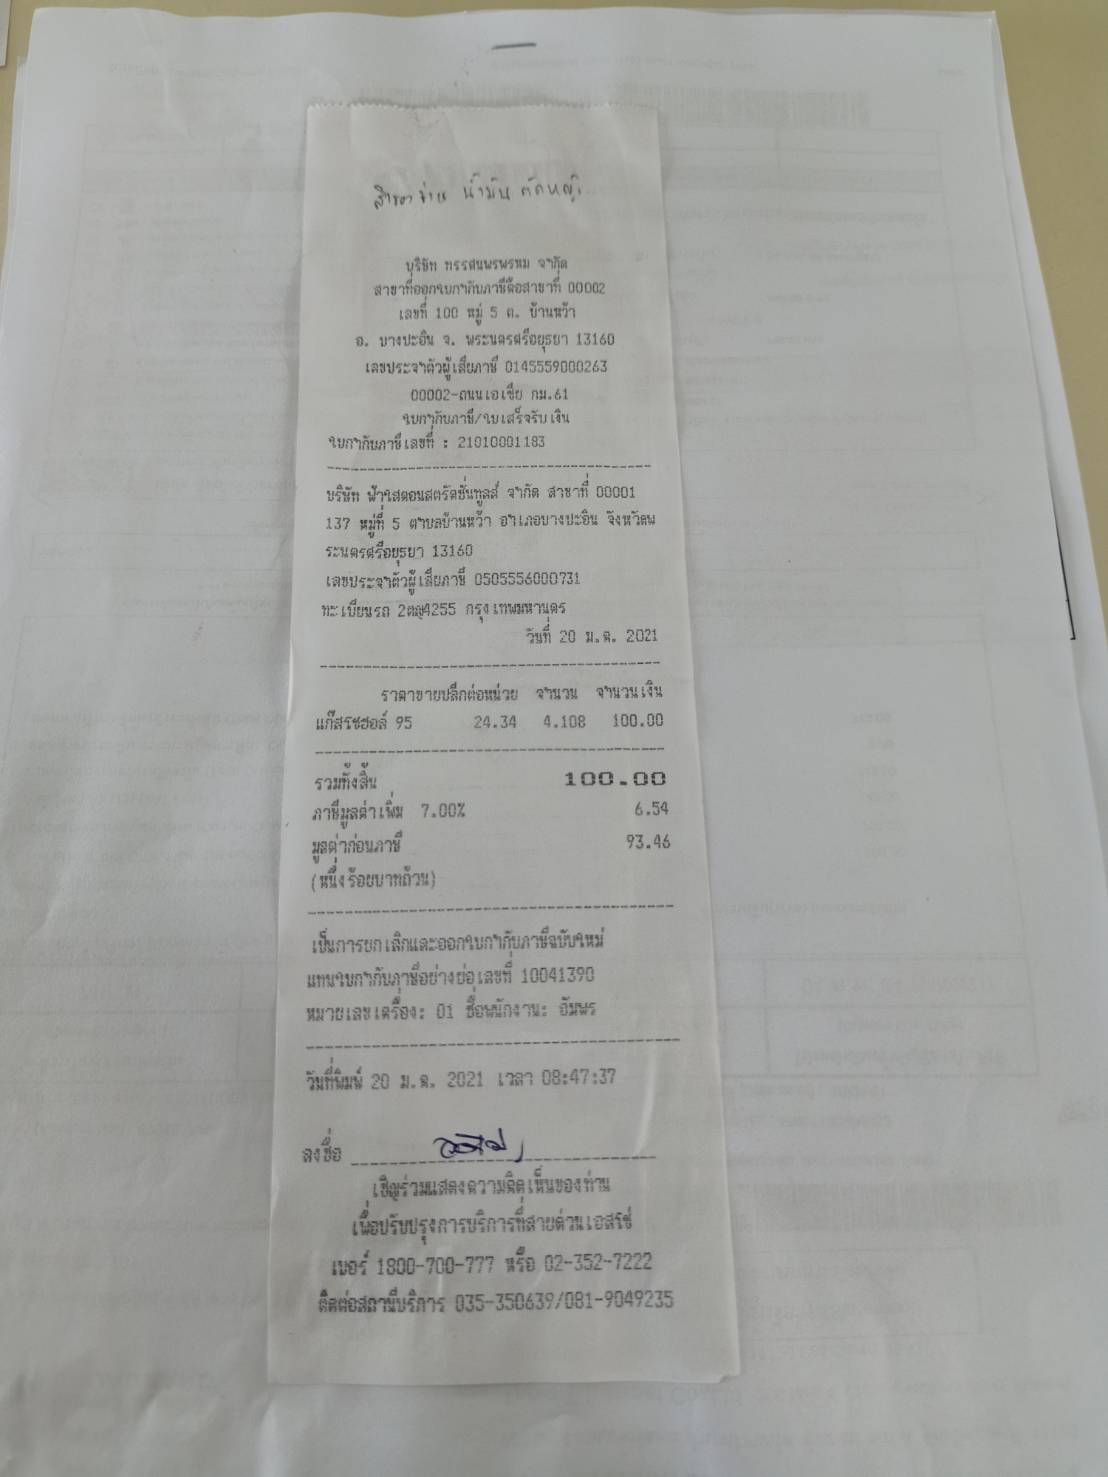 สำรองจ่าย น้ำมัน ตัดหญ้า
บริษัท ทรรศนพรพรหม จำกัด
สาขาที่ออกใบกำกับภาษีคือสาขาที่ 00002
เลขที่ 100 หมู่ 5 ต. บ้านหว้า
อ. บางปะอิน จ. พระนครศรีอยุธยา 13160
เลขประจำตัวผู้เสียภาษี 0145559000263
00002-ถนนเอเชีย กม.61
ใบกำกับภาษี/ใบเสร็จรับเงิน
ใบกำกับภาษีเลขที่ : 21010001183
บริษัท ฟ้าใสคอนสตรัคชั่นทูลส์ จำกัด สาขาที่ 00001
137 หมู่ที่ 5 ตำบลบ้านหว้า อำเภอบางปะอิน จังหวัดพ
ระนครศรีอยุธยา 13160
เลขประจำตัวผู้เสียภาษี 0505556000731
ทะเบียนรถ 2ฒญ4255 กรุงเทพมหานคร
วันที่ 20 ม.ค. 2021
ราคาขายปลีกต่อหน่วย จำนวน จำนวนเงิน
แก๊สโซฮอล์ 95 24.34 4.108 100.00
รวมทั้งสิ้น 100.00
ภาษีมูลค่าเพิ่ม 7.00% 6.54
มูลค่าก่อนภาษี 93.46
(หนึ่งร้อยบาทถ้วน)
เป็นการยกเลิกและออกใบกำกับภาษีฉบับใหม่
แทนใบกำกับภาษีอย่างย่อเลขที่ 10041390
หมายเลขเครื่อง: 01 ชื่อพนักงาน: อัมพร
วันที่พิมพ์ 20 ม.ค. 2021 เวลา 08:47:37
ลงชื่อ
เชิญร่วมแสดงความคิดเห็นของท่าน
เพื่อปรับปรุงการบริการที่สายด่วนเอสโซ่
เบอร์ 1800-700-777 หรือ 02-352-7222
ติดต่อสถานีบริการ 035-350639/081-9049235